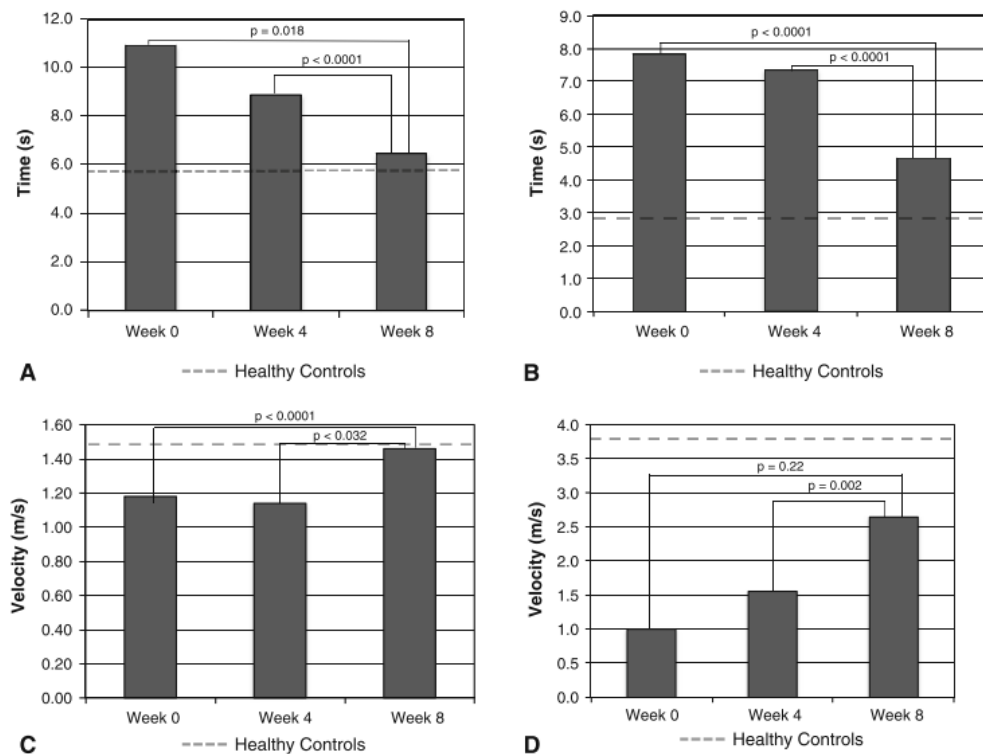 12.0
p = 0.018
10.0
p < 0.0001
8.0
6.0
4.0
2.0
0.0
Time (s)
Week 0 Week 4 Week 8
A
Healthy Controls
9.0
p < 0.0001
8.0
p < 0.0001
7.0
6.0
5.0
4.0
3.0
2.0
1.0
0.0
Time (s)
Week 0 Week 4 Week 8
B
Healthy Controls
1.60
p < 0.0001
p < 0.032
1.40
1.20
1.00
0.80
0.60
0.40
0.20
0.00
Velocity (m/s)
Week 0 Week 4 Week 8
C
Healthy Controls
4.0
3.5
p = 0.22
3.0
p = 0.002
2.5
2.0
1.5
1.0
0.5
0.0
Velocity (m/s)
Week 0 Week 4 Week 8
D
Healthy Controls